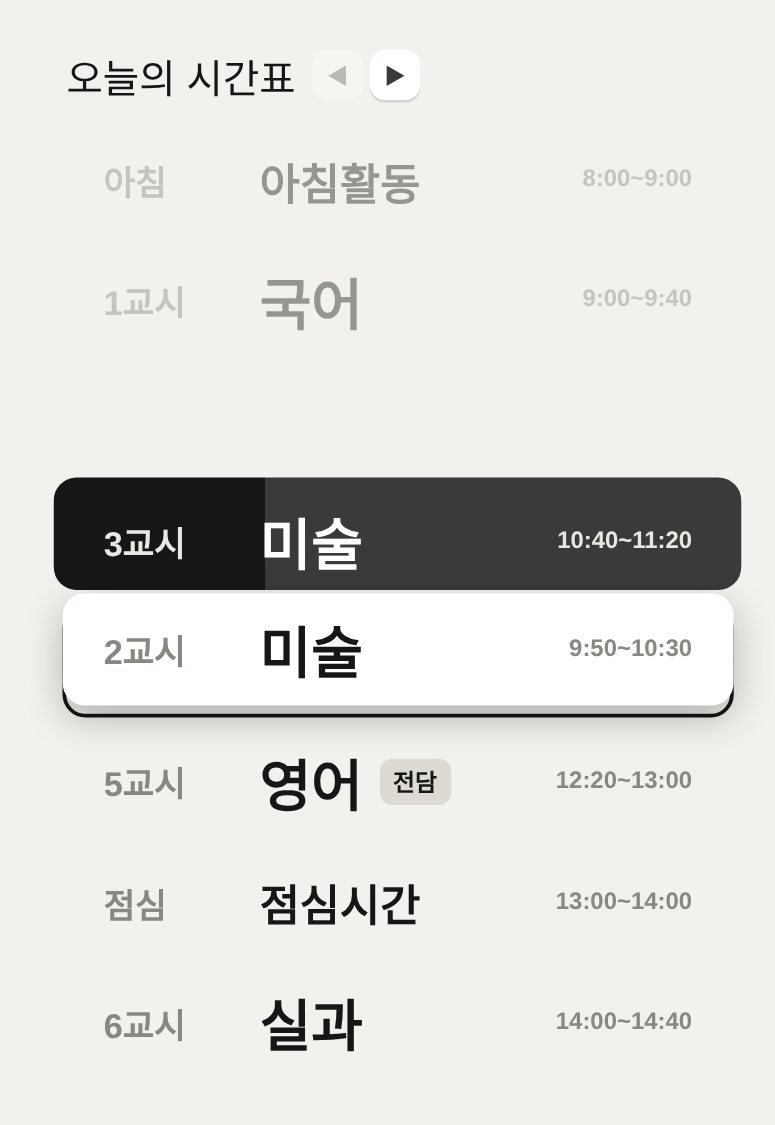 오늘의 시간표 ◀ ▶
아침 아침활동 8:00~9:00
1교시 국어 9:00~9:40
3교시 미술 10:40~11:20
2교시 미술 9:50~10:30
5교시 영어 전담 12:20~13:00
점심 점심시간 13:00~14:00
6교시 실과 14:00~14:40